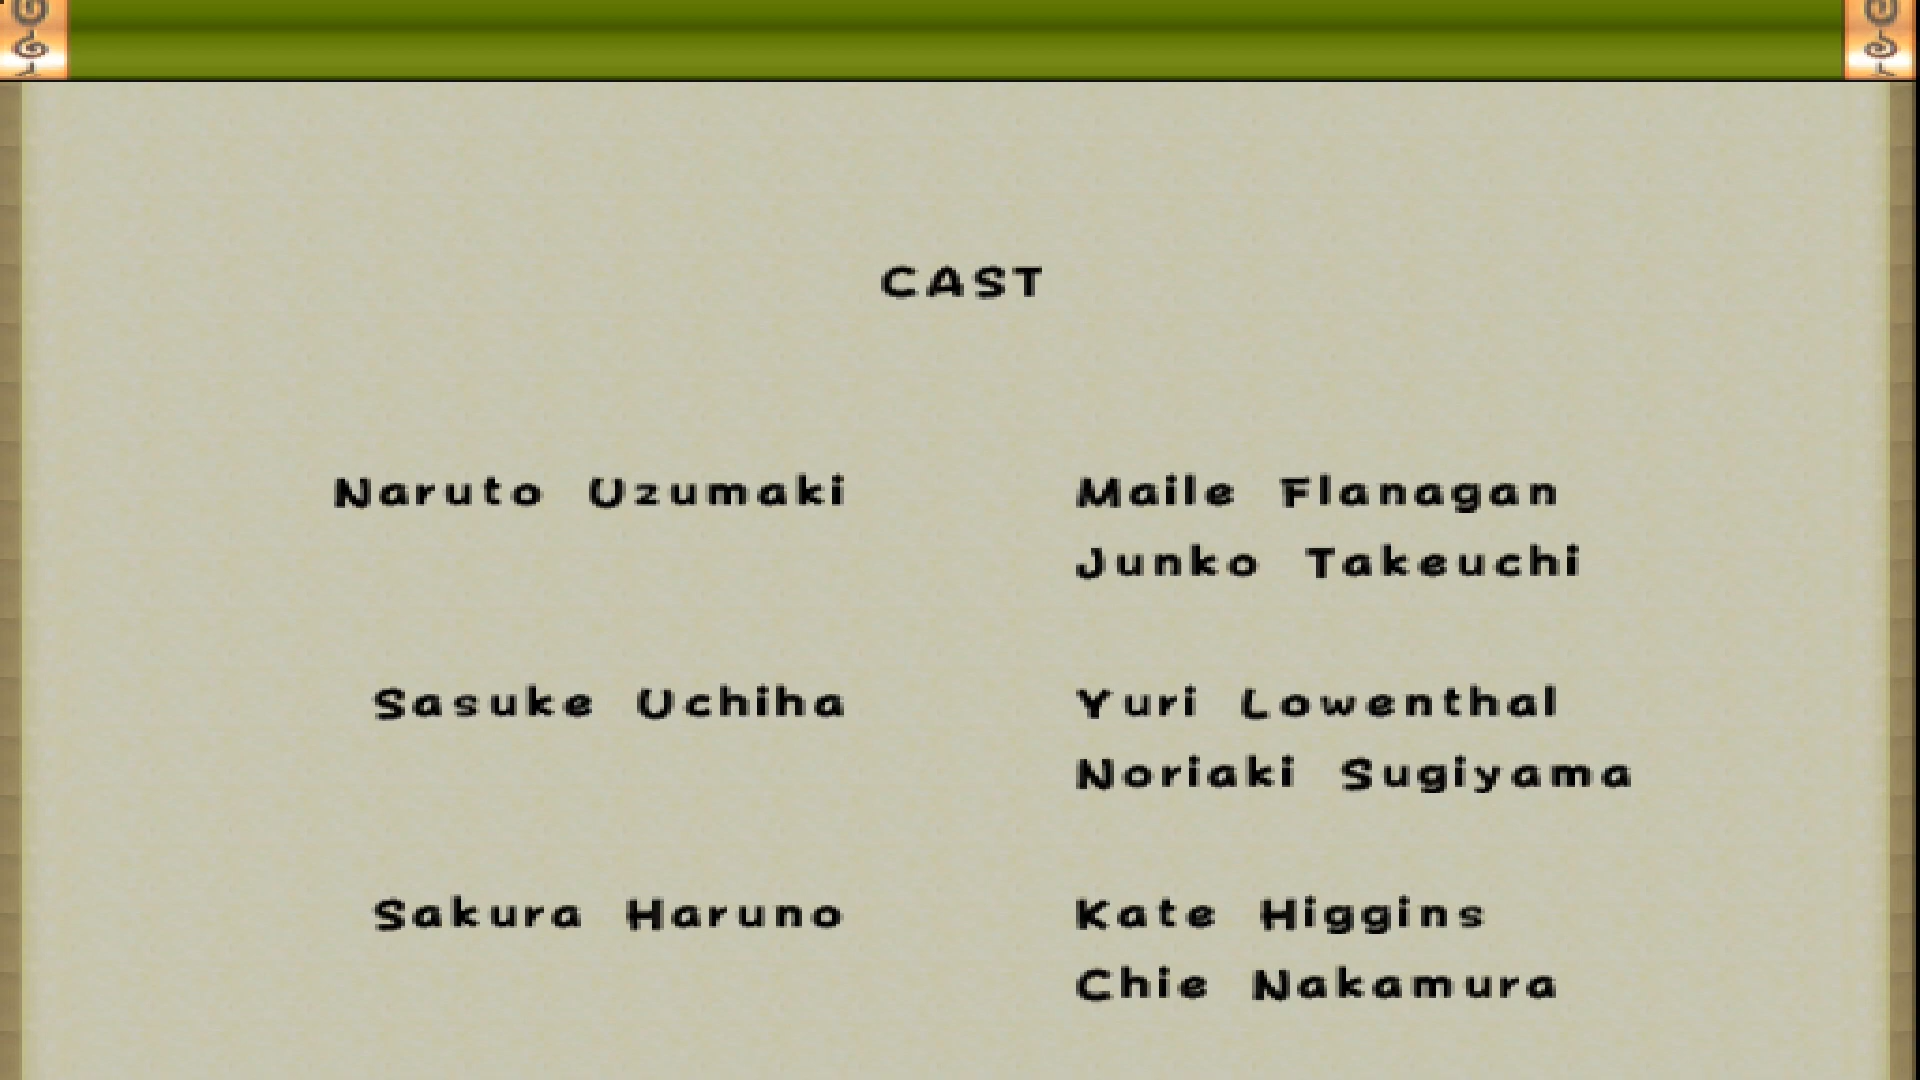 CAST
Naruto Uzumaki Maile Flanagan
Junko Takeuchi
Sasuke Uchiha Yuri Lowenthal
Noriaki Sugiyama
Sakura Haruno Kate Higgins
Chie Nakamura